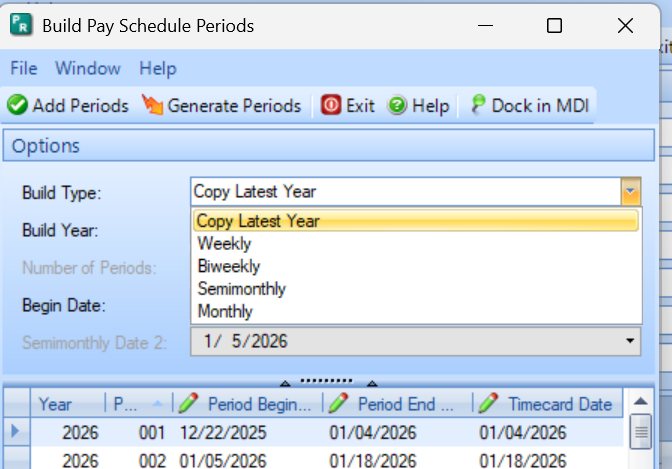 PR Build Pay Schedule Periods
File Window Help
Add Periods Generate Periods Exit Help Dock in MDI
Options
Build Type: Copy Latest Year
Copy Latest Year
Build Year:
Weekly
Biweekly
Number of Periods:
Semimonthly
Begin Date:
Monthly
Semimonthly Date 2: 1/ 5/2026
Year P... Period Begin... Period End ... Timecard Date
2026 001 12/22/2025 01/04/2026 01/04/2026
2026 002 01/05/2026 01/18/2026 01/18/2026